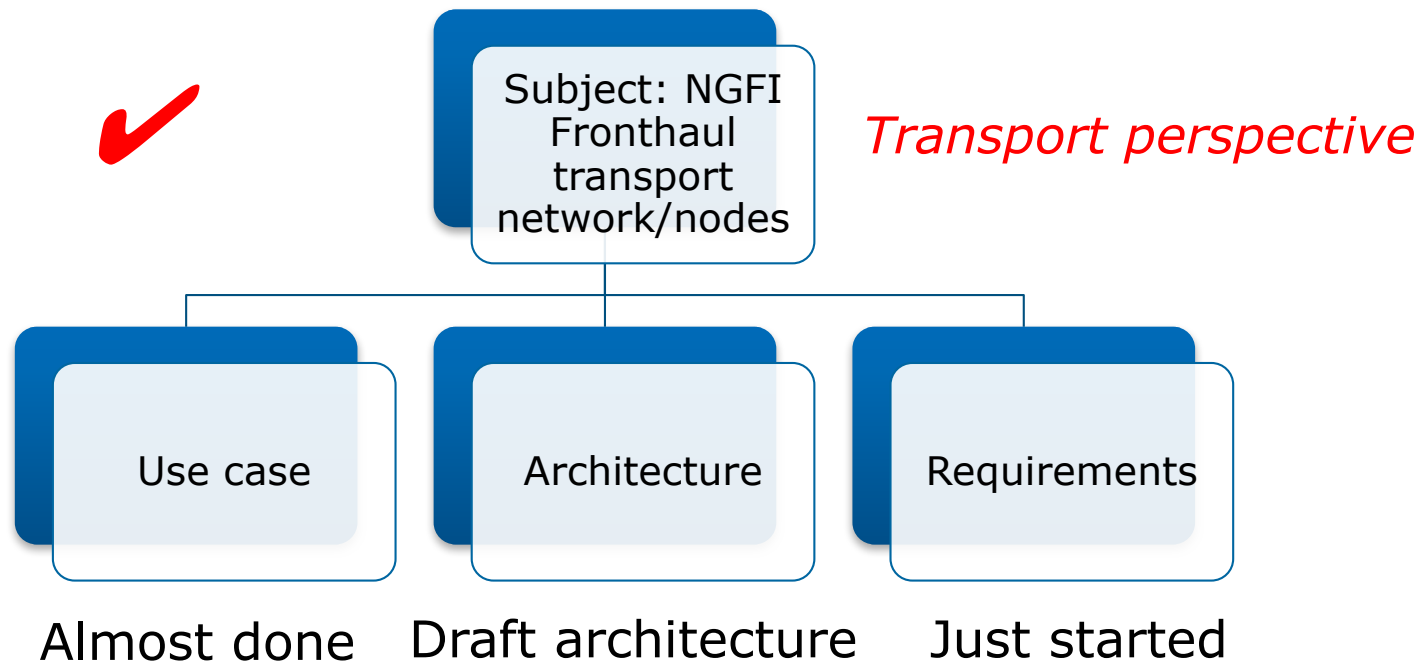 Subject: NGFI
Fronthaul
transport
network/nodes
Transport perspective
Use case
Architecture
Requirements
Almost done
Draft architecture
Just started